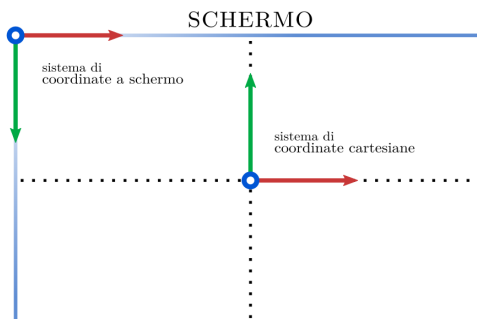 SCHERMO
sistema di
coordinate a schermo
sistema di
coordinate cartesiane